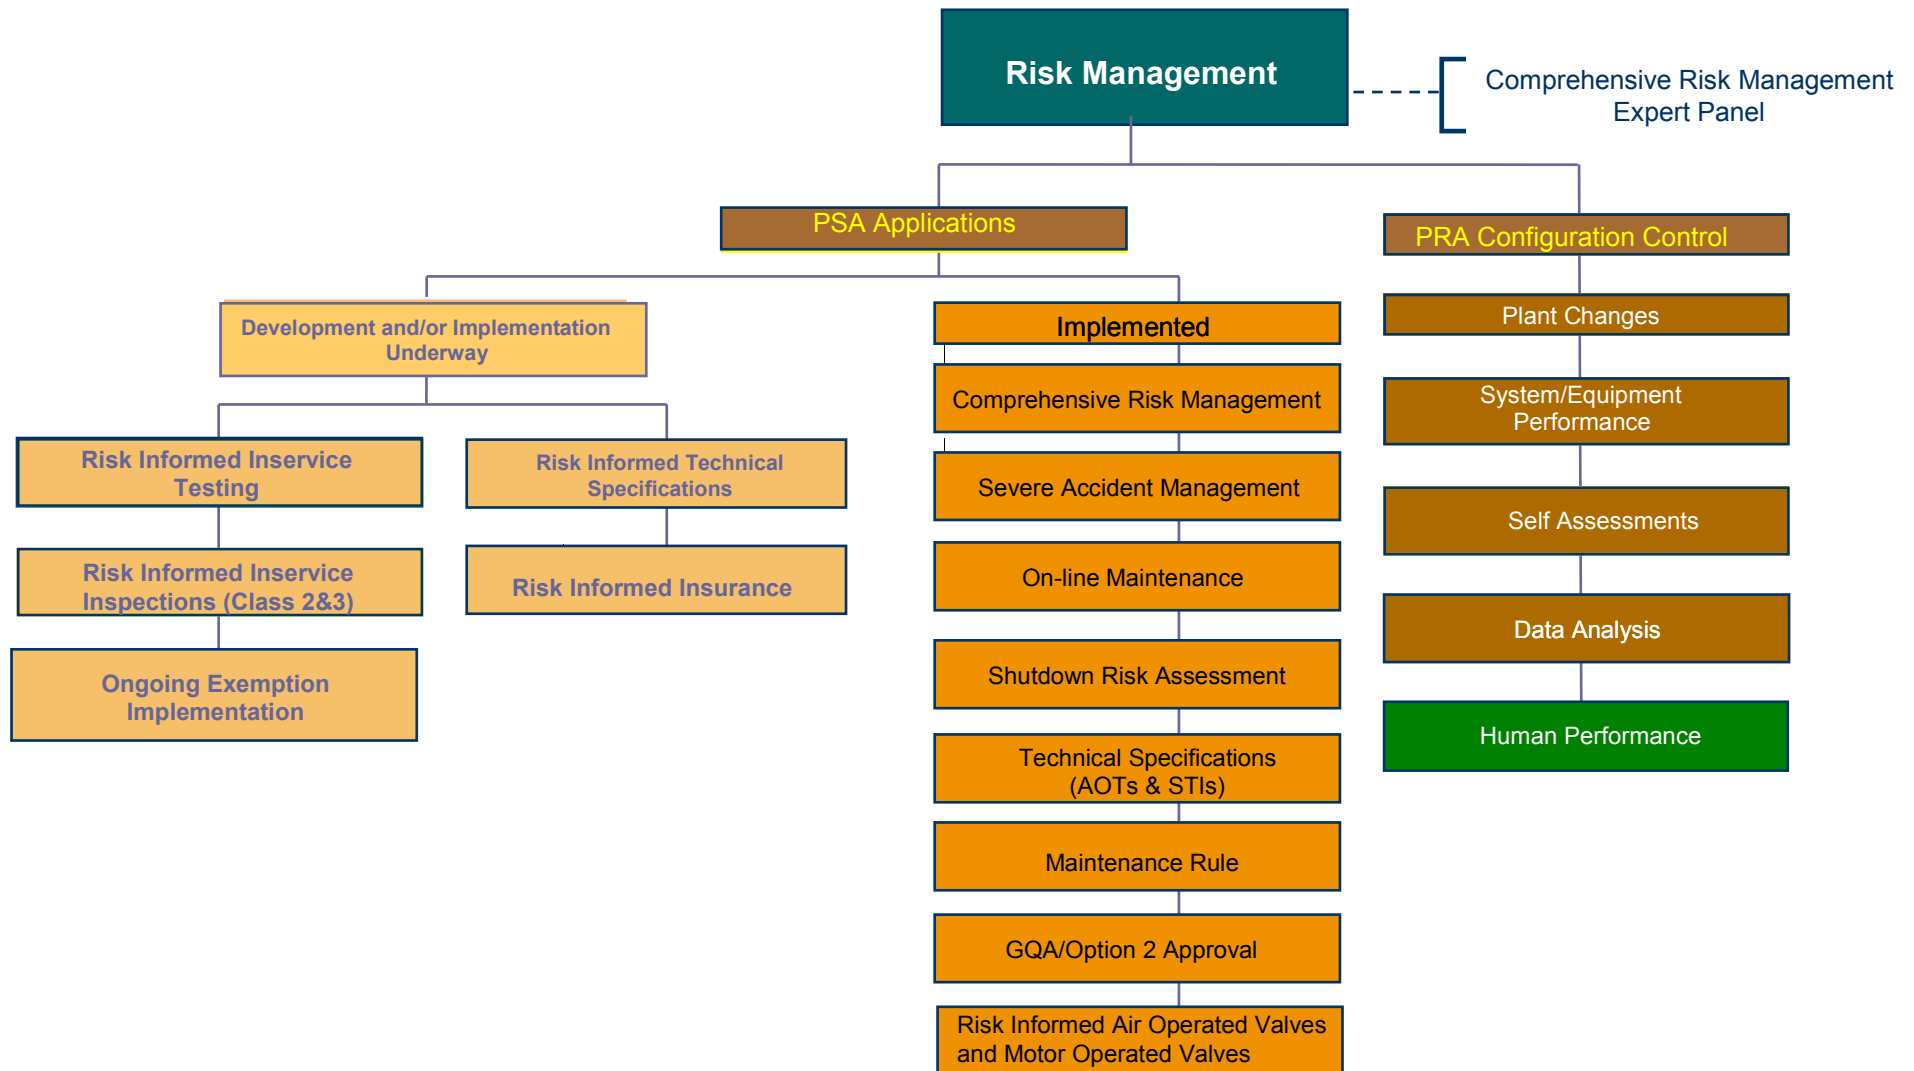 Risk Management
Comprehensive Risk Management
Expert Panel
PSA Applications
PRA Configuration Control
Development and/or Implementation
Underway
Risk Informed Inservice
Testing
Risk Informed Inservice
Inspections (Class 2&3)
Ongoing Exemption
Implementation
Risk Informed Technical
Specifications
Risk Informed Insurance
Implemented
Comprehensive Risk Management
Severe Accident Management
On-line Maintenance
Shutdown Risk Assessment
Technical Specifications
(AOTs & STIs)
Maintenance Rule
GQA/Option 2 Approval
Risk Informed Air Operated Valves
and Motor Operated Valves
Plant Changes
System/Equipment
Performance
Self Assessments
Data Analysis
Human Performance